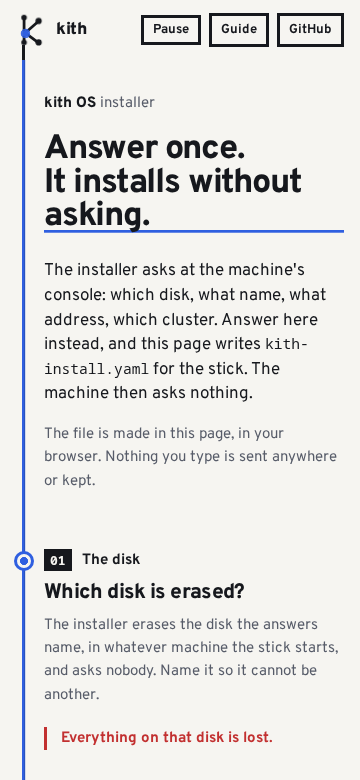 kith
Pause
Guide
GitHub
kith OS installer
Answer once.
It installs without
asking.
The installer asks at the machine's
console: which disk, what name, what
address, which cluster. Answer here
instead, and this page writes kith-
install.yaml for the stick. The
machine then asks nothing.
The file is made in this page, in your
browser. Nothing you type is sent anywhere
or kept.
01 The disk
Which disk is erased?
The installer erases the disk the answers
name, in whatever machine the stick starts,
and asks nobody. Name it so it cannot be
another.
Everything on that disk is lost.